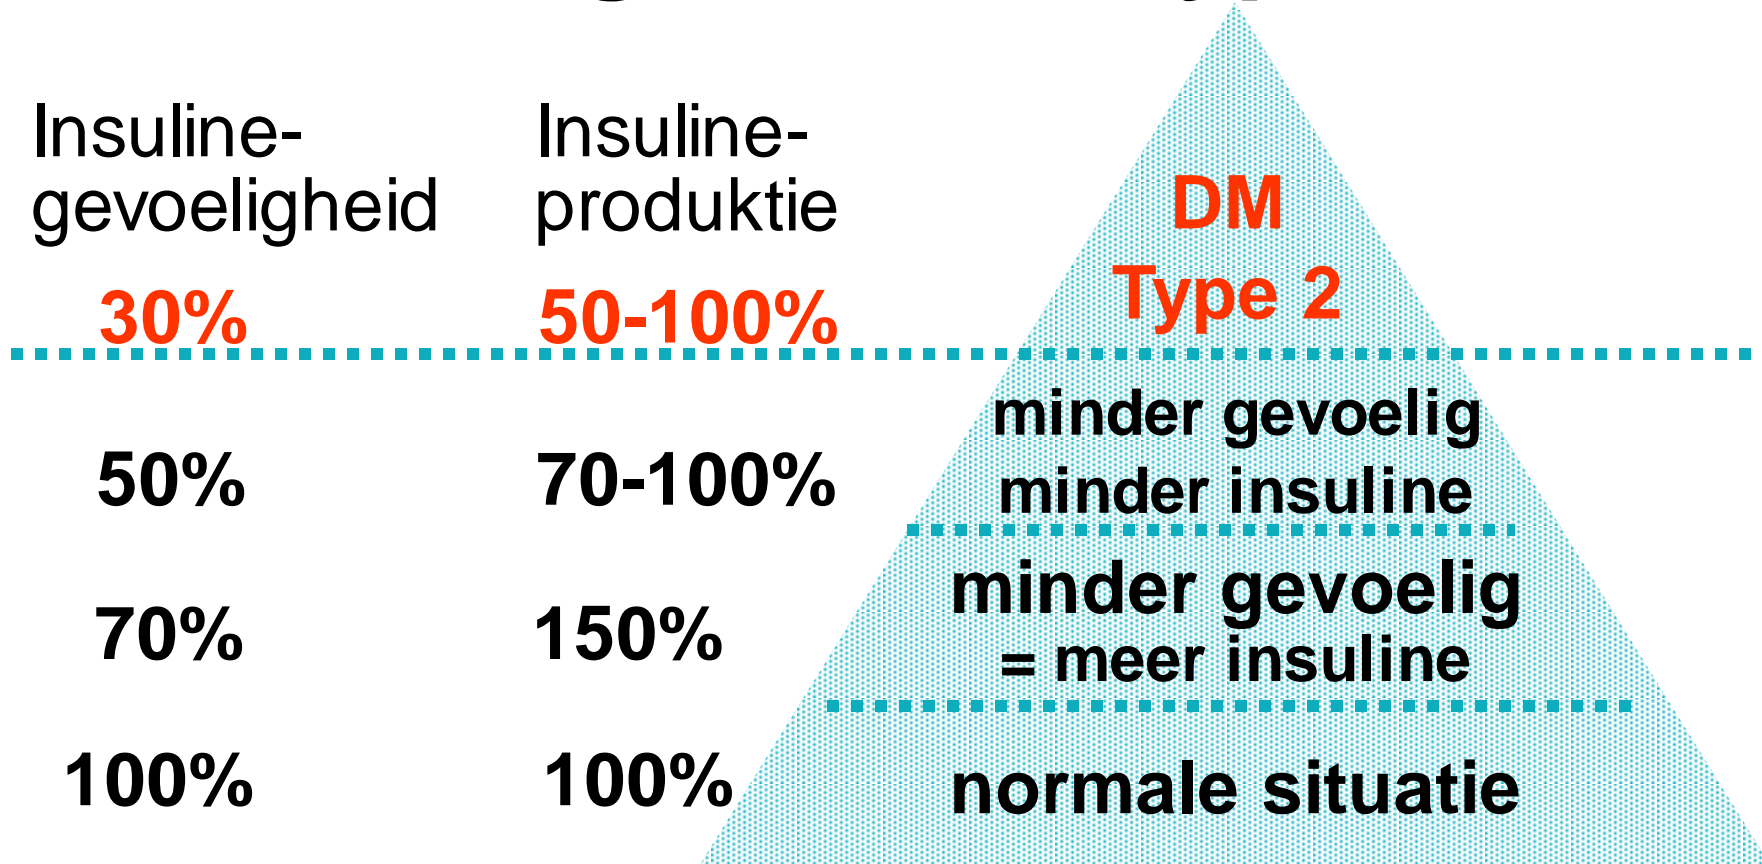 Insuline-
gevoeligheid
Insuline-
produktie
DM
Type 2
30%
50-100%
minder gevoelig
minder insuline
50%
70-100%
minder gevoelig
= meer insuline
70%
150%
normale situatie
100%
100%